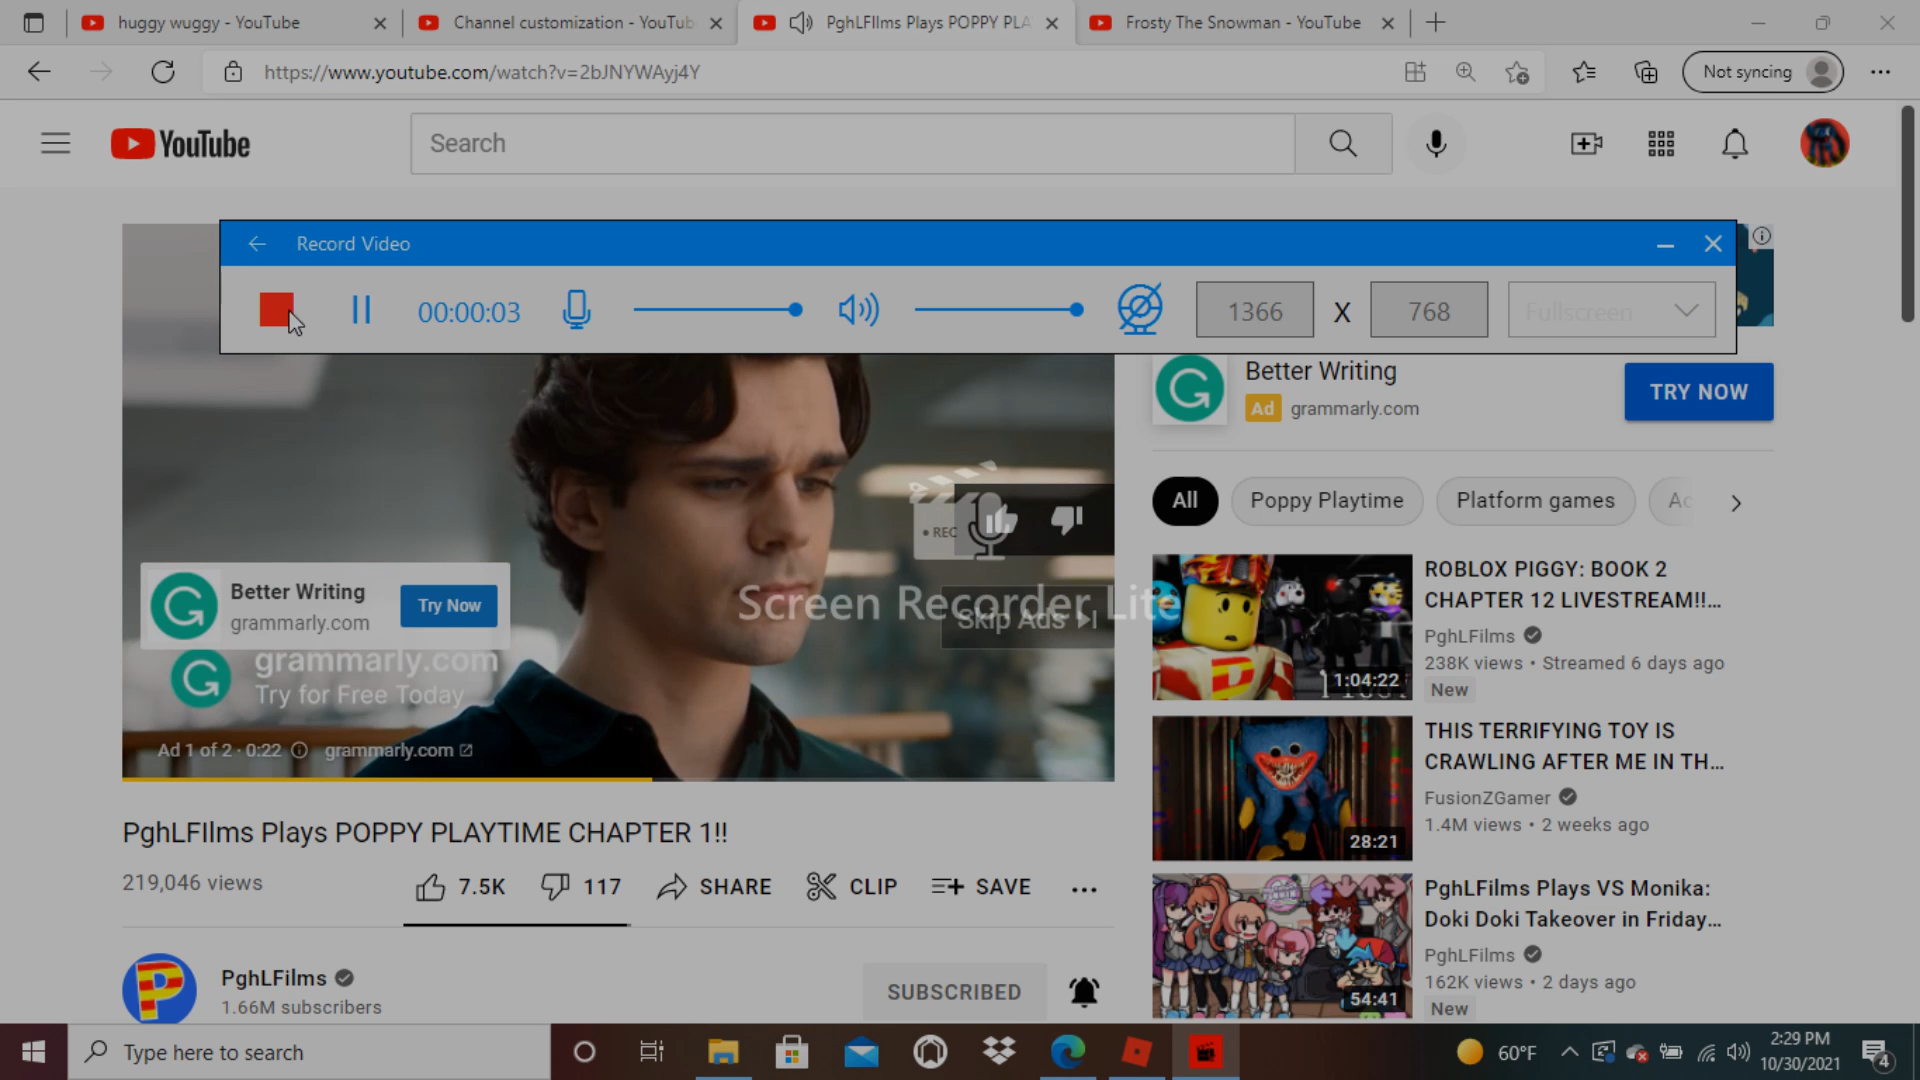 huggy wuggy - YouTube
Channel customization - YouTub
PghLFIlms Plays POPPY PLA
Frosty The Snowman - YouTube
https://www.youtube.com/watch?v=2bJNYWAyj4Y
Not syncing
YouTube
Search
Record Video
00:00:03
1366 X 768
Fullscreen
Better Writing
Ad grammarly.com
TRY NOW
All
Poppy Playtime
Platform games
Ac
• REC
Screen Recorder Lite
Skip Ads
Better Writing
grammarly.com
Try Now
grammarly.com
Try for Free Today
Ad 1 of 2 · 0:22
grammarly.com
ROBLOX PIGGY: BOOK 2
CHAPTER 12 LIVESTREAM!!...
PghLFilms
238K views • Streamed 6 days ago
New
1:04:22
THIS TERRIFYING TOY IS
CRAWLING AFTER ME IN TH...
FusionZGamer
1.4M views • 2 weeks ago
28:21
PghLFilms Plays VS Monika:
Doki Doki Takeover in Friday...
PghLFilms
162K views • 2 days ago
New
54:41
PghLFIlms Plays POPPY PLAYTIME CHAPTER 1!!
219,046 views
7.5K
117
SHARE
CLIP
SAVE
PghLFilms
1.66M subscribers
SUBSCRIBED
Type here to search
60°F
2:29 PM
10/30/2021
4